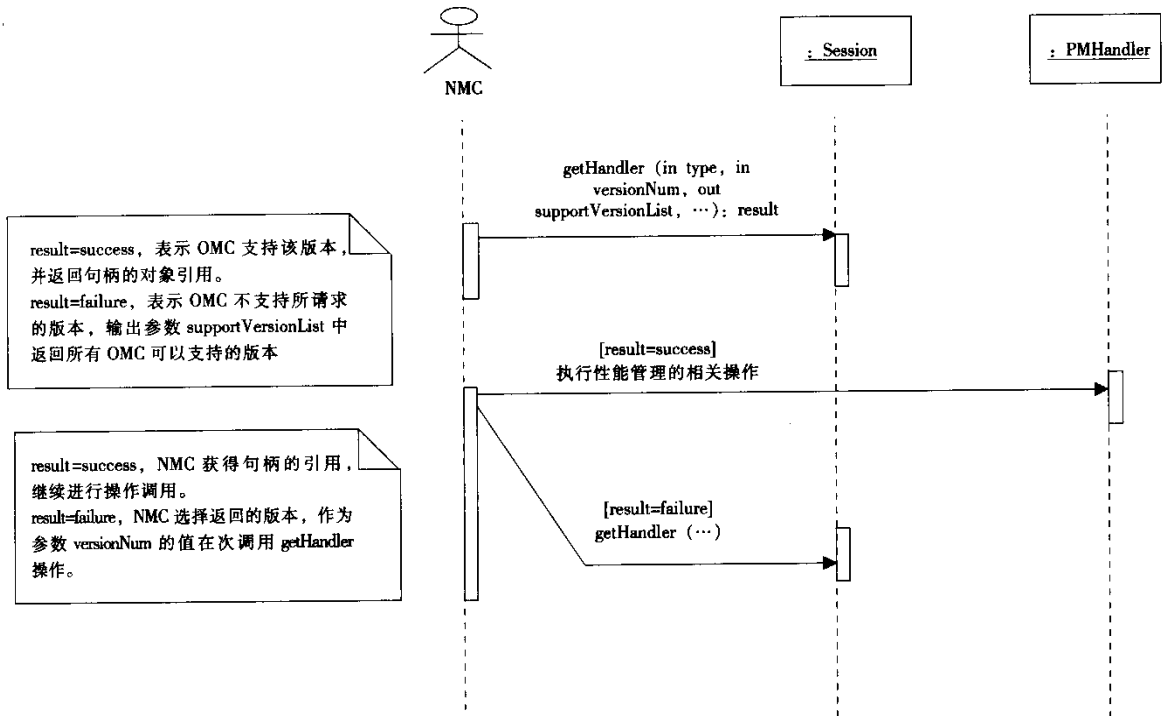 NMC
: Session
: PMHandler
getHandler (in type, in
versionNum, out
supportVersionList, …): result
result=success, 表示 OMC 支持该版本,
并返回句柄的对象引用。
result=failure, 表示 OMC 不支持所请求
的版本, 输出参数 supportVersionList 中
返回所有 OMC 可以支持的版本
[result=success]
执行性能管理的相关操作
result=success, NMC 获得句柄的引用,
继续进行操作调用。
result=failure, NMC 选择返回的版本, 作为
参数 versionNum 的值在次调用 getHandler
操作。
[result=failure]
getHandler (…)